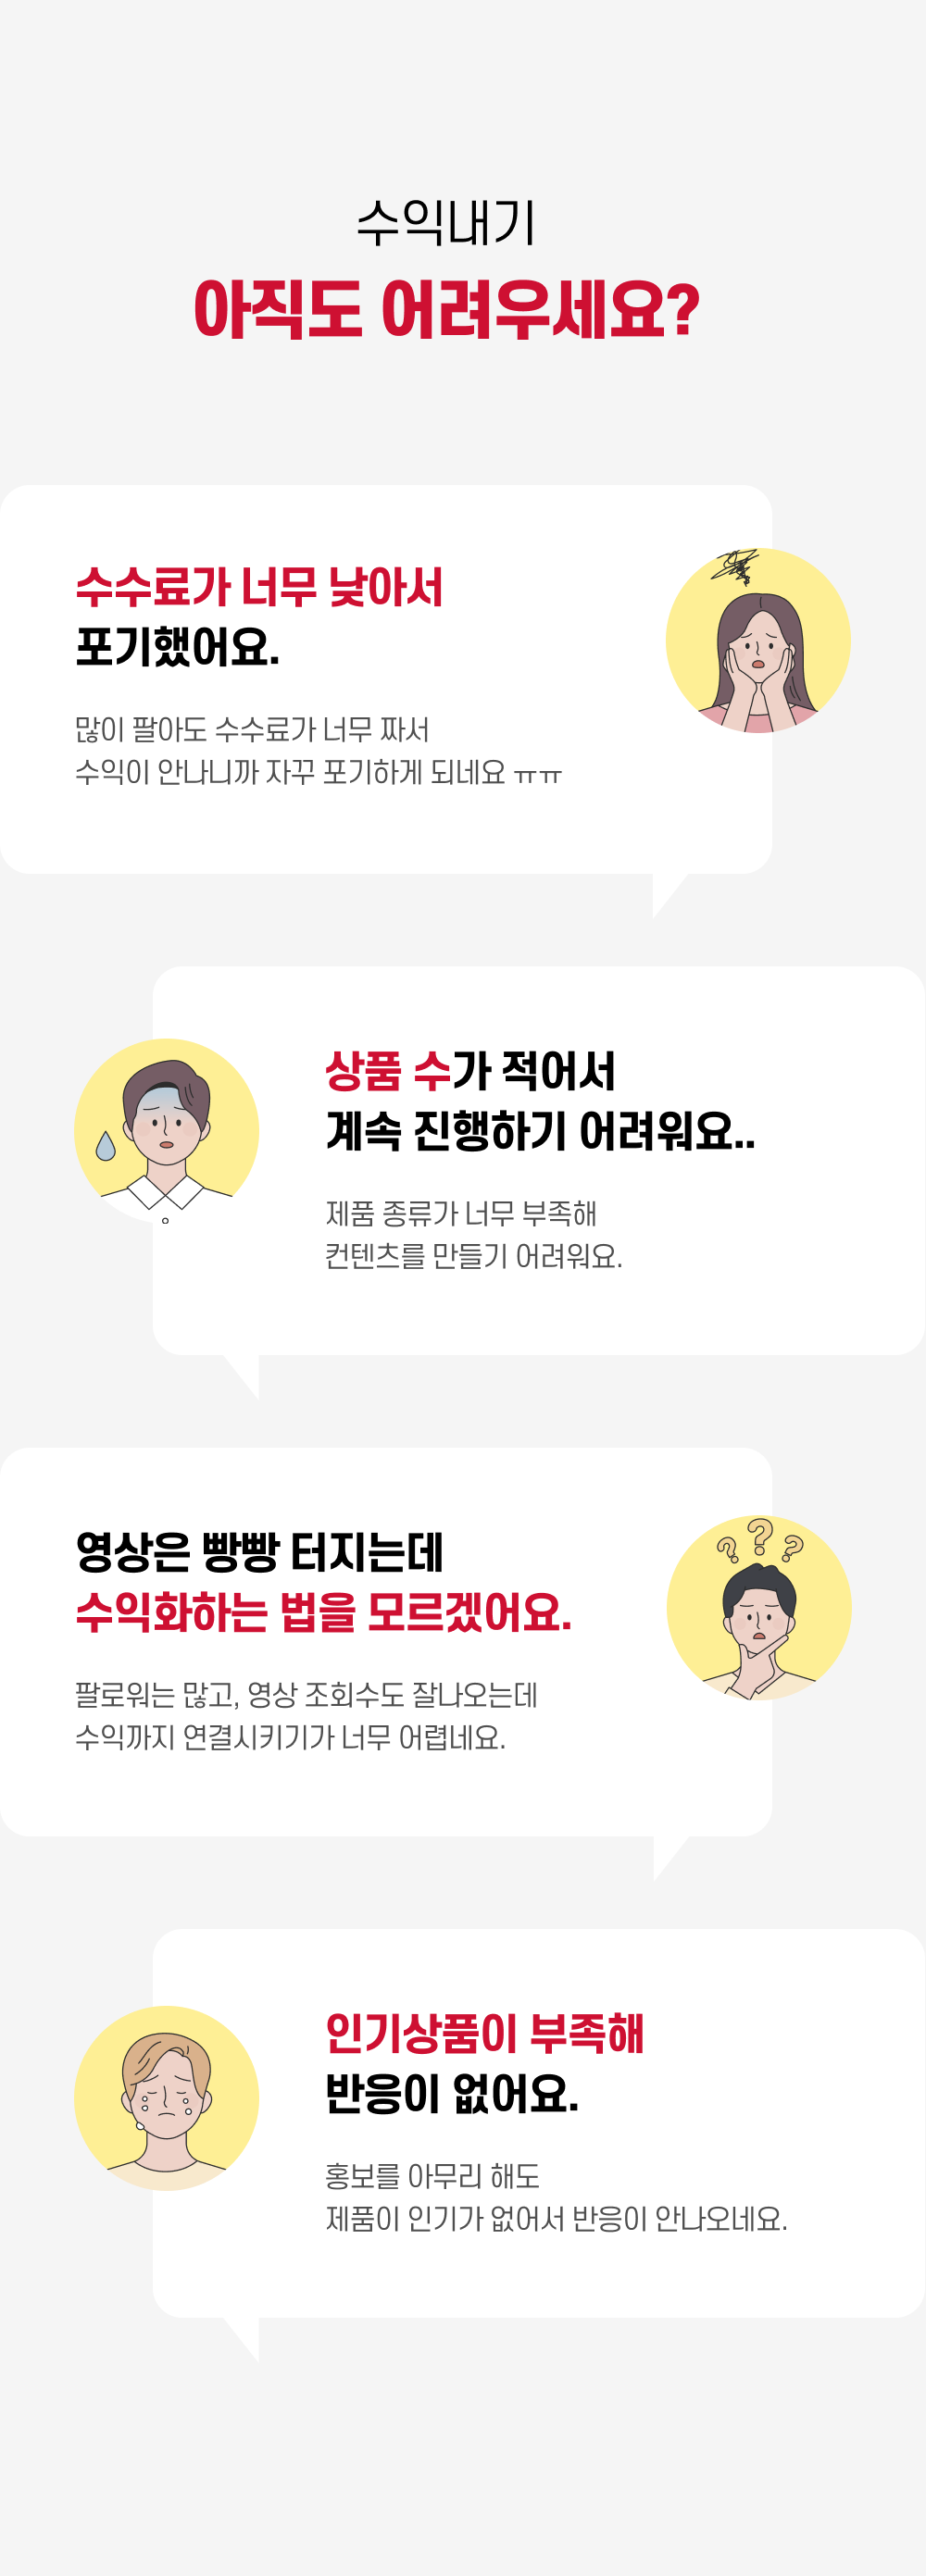 수익내기
아직도 어려우세요?
수수료가 너무 낮아서
포기했어요.
많이 팔아도 수수료가 너무 짜서
수익이 안나니까 자꾸 포기하게 되네요 ㅠㅠ
상품 수가 적어서
계속 진행하기 어려워요..
제품 종류가 너무 부족해
컨텐츠를 만들기 어려워요.
영상은 빵빵 터지는데
수익화하는 법을 모르겠어요.
팔로워는 많고, 영상 조회수도 잘나오는데
수익까지 연결시키기가 너무 어렵네요.
???
인기상품이 부족해
반응이 없어요.
홍보를 아무리 해도
제품이 인기가 없어서 반응이 안나오네요.